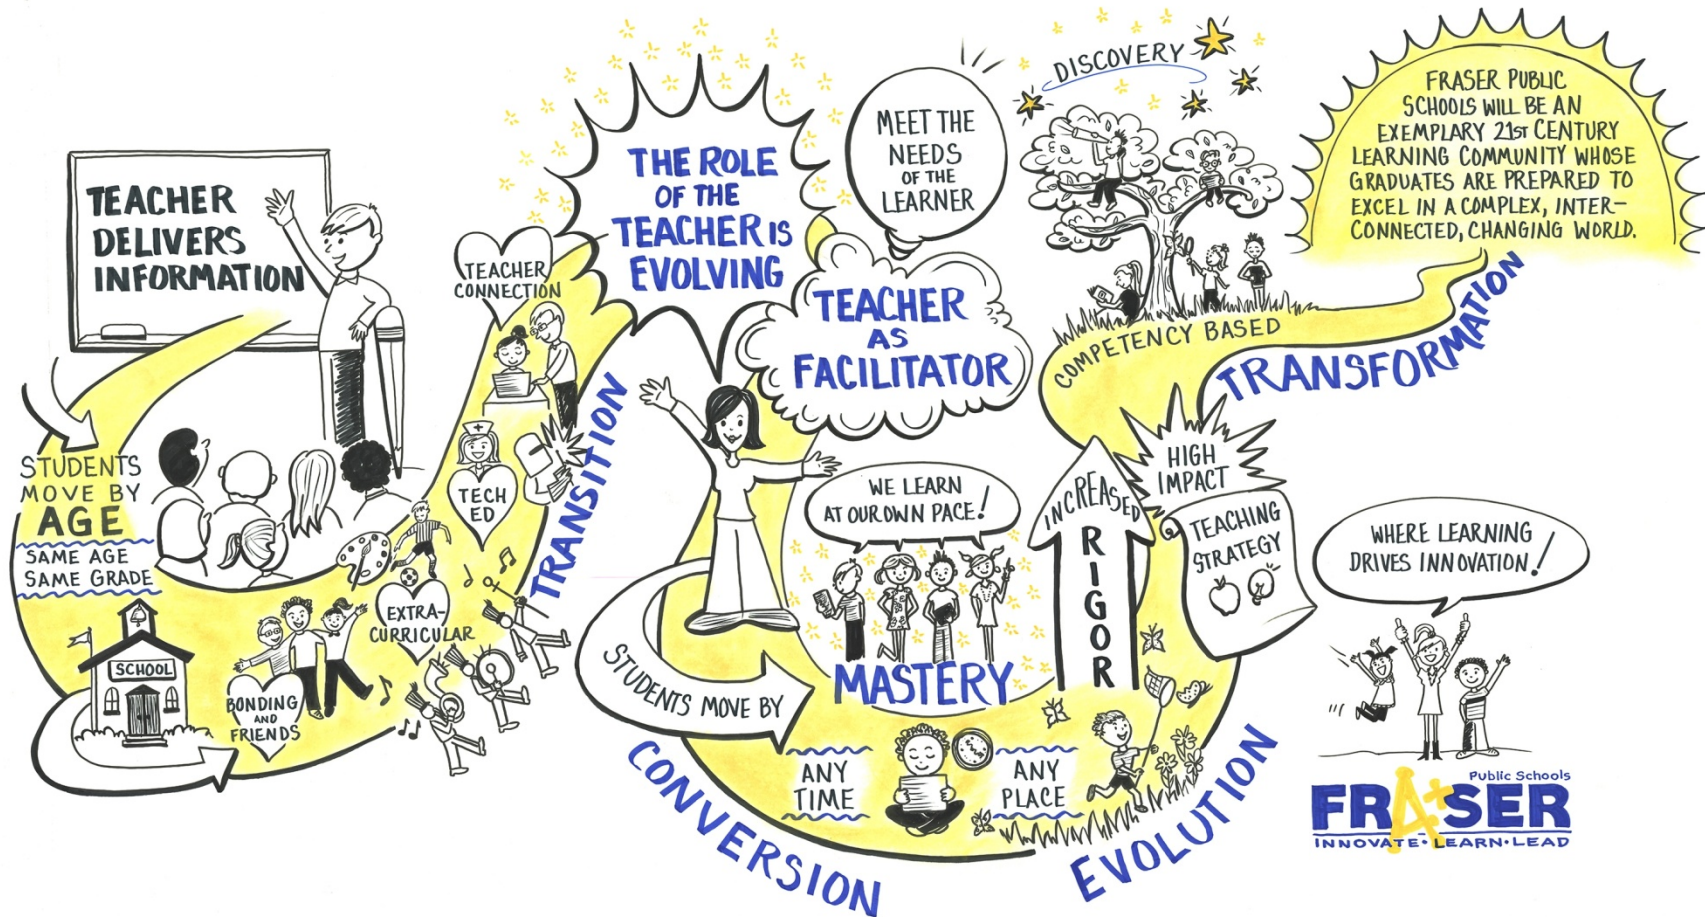 TEACHER
DELIVERS
INFORMATION
STUDENTS
MOVE BY
AGE
SAME AGE
SAME GRADE
SCHOOL
BONDING
AND
FRIENDS
EXTRA-
CURRICULAR
TECH
ED
TEACHER
CONNECTION
TRANSITION
THE ROLE
OF THE
TEACHER IS
EVOLVING
MEET THE
NEEDS
OF THE
LEARNER
TEACHER
AS
FACILITATOR
WE LEARN
AT OUR OWN PACE!
STUDENTS MOVE BY
MASTERY
ANY
TIME
ANY
PLACE
CONVERSION
EVOLUTION
INCREASED
RIGOR
HIGH
IMPACT
TEACHING
STRATEGY
COMPETENCY BASED
DISCOVERY
TRANSFORMATION
FRASER PUBLIC
SCHOOLS WILL BE AN
EXEMPLARY 21ST CENTURY
LEARNING COMMUNITY WHOSE
GRADUATES ARE PREPARED TO
EXCEL IN A COMPLEX, INTER-
CONNECTED, CHANGING WORLD.
WHERE LEARNING
DRIVES INNOVATION!
Public Schools
FRA+SER
INNOVATE•LEARN•LEAD